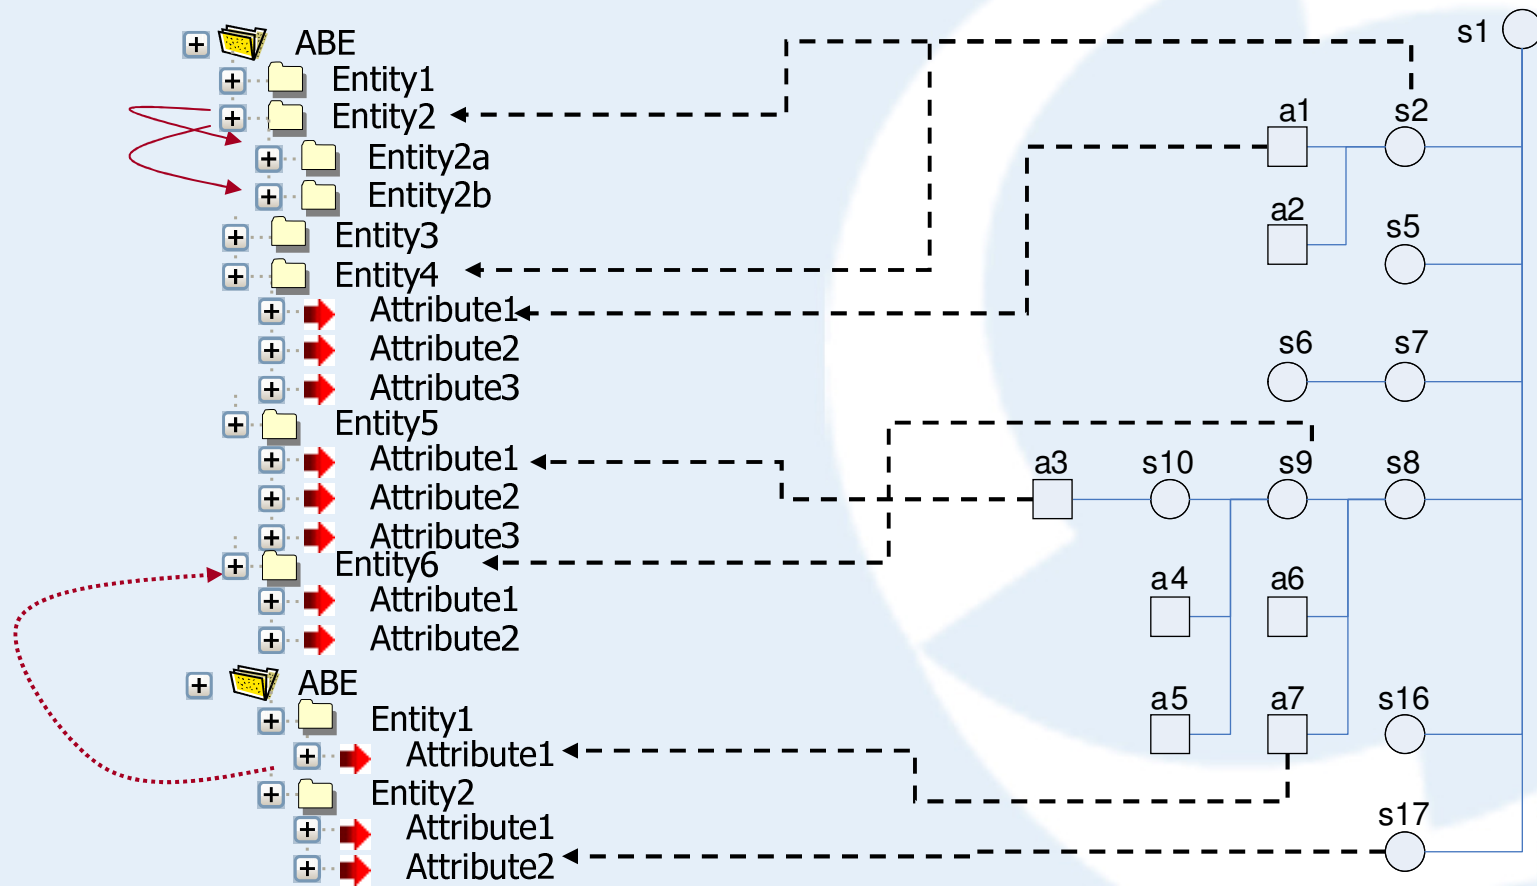 ABE
Entity1
Entity2
Entity2a
Entity2b
Entity3
Entity4
Attribute1
Attribute2
Attribute3
Entity5
Attribute1
Attribute2
Attribute3
Entity6
Attribute1
Attribute2
ABE
Entity1
Attribute1
Entity2
Attribute1
Attribute2
s1
a1 s2
a2 s5
s6 s7
a3 s10 s9 s8
a4 a6
a5 a7 s16
s17